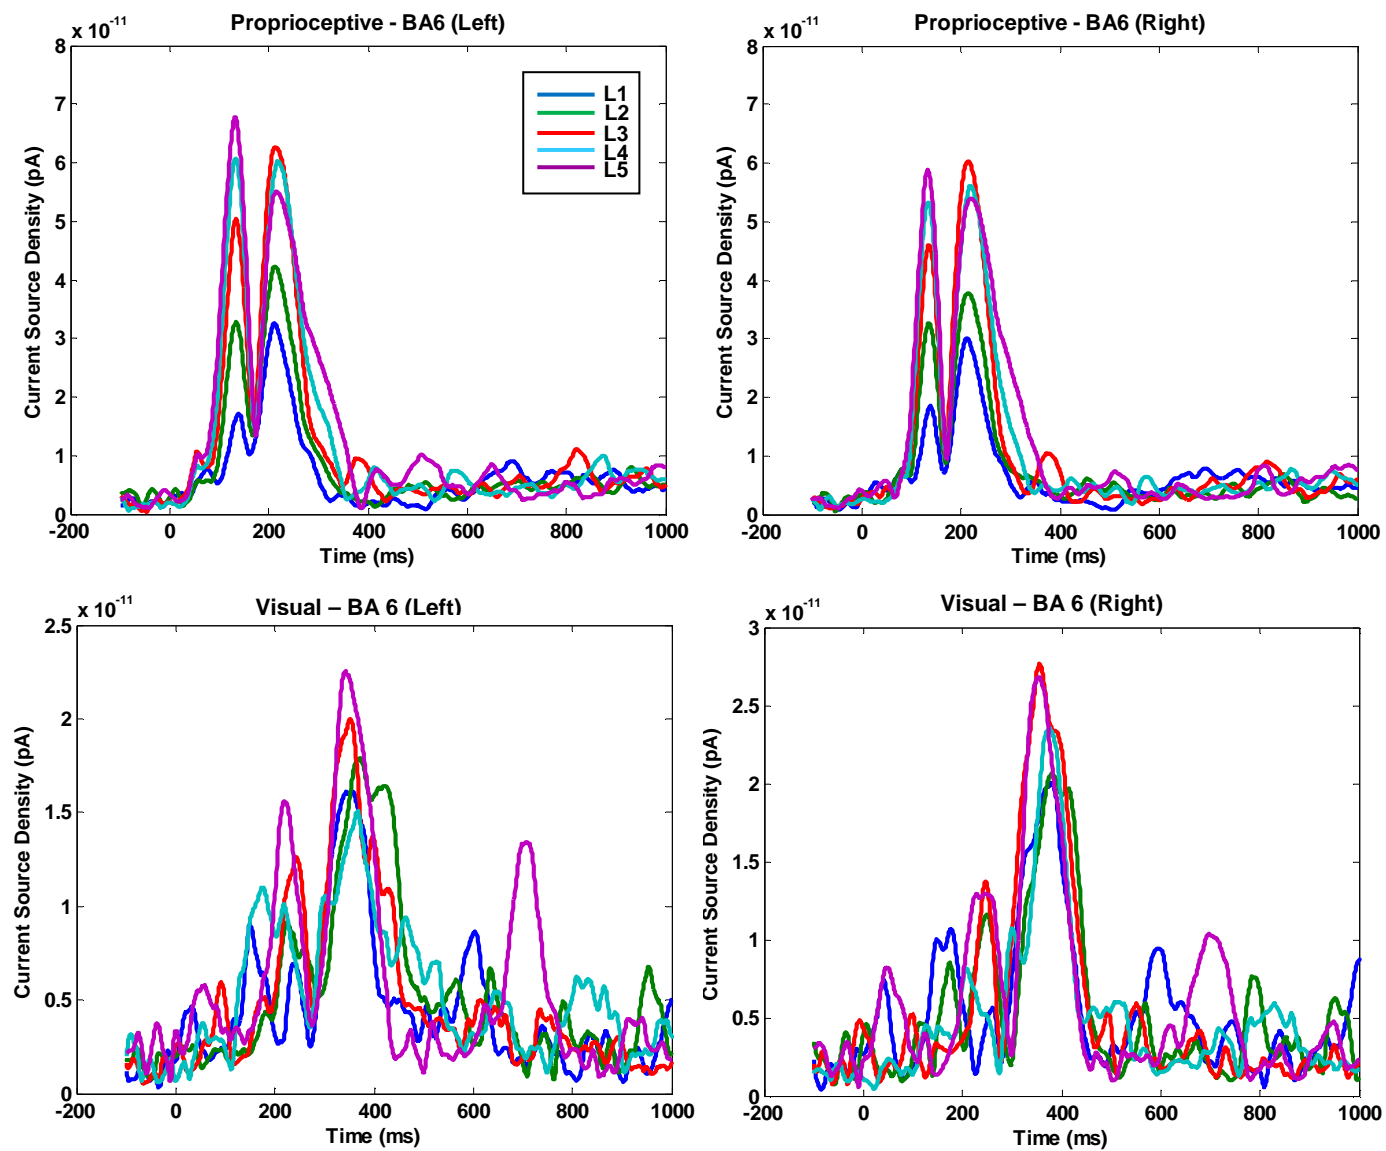 Proprioceptive - BA6 (Left)
x 10-11
8
7
6
5
4
3
2
1
0
Current Source Density (pA)
-200 0 200 400 600 800 1000
Time (ms)
L1
L2
L3
L4
L5
Proprioceptive - BA6 (Right)
x 10-11
8
7
6
5
4
3
2
1
0
Current Source Density (pA)
-200 0 200 400 600 800 1000
Time (ms)
Visual – BA 6 (Left)
x 10-11
2.5
2
1.5
1
0.5
0
Current Source Density (pA)
-200 0 200 400 600 800 1000
Time (ms)
Visual – BA 6 (Right)
x 10-11
3
2.5
2
1.5
1
0.5
0
Current Source Density (pA)
-200 0 200 400 600 800 1000
Time (ms)